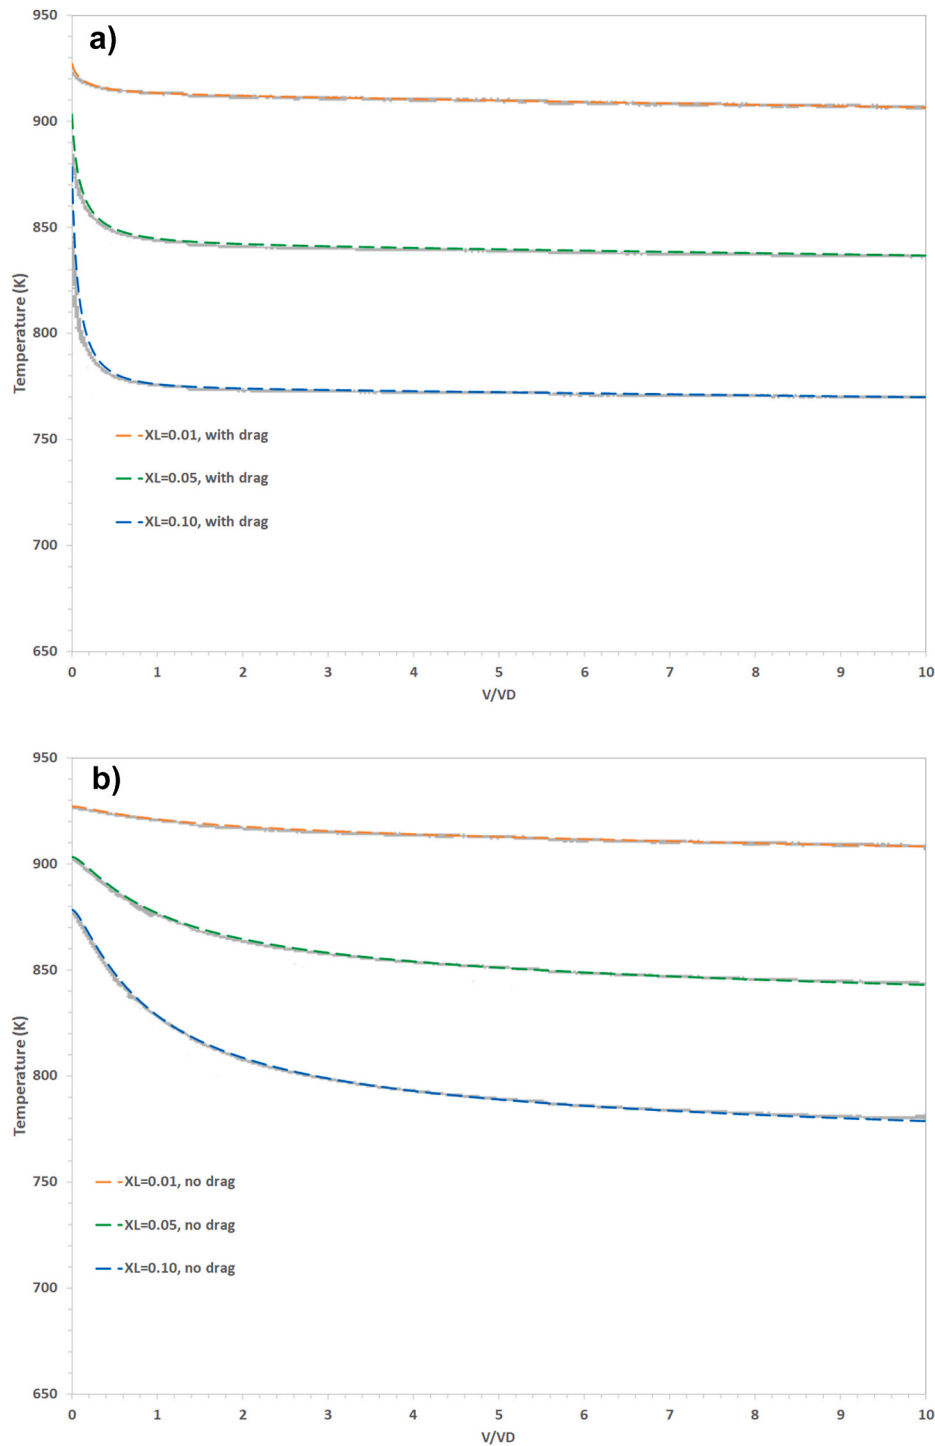 a)
950
900
850
800
750
700
650
Temperature (K)
XL=0.01, with drag
XL=0.05, with drag
XL=0.10, with drag
0 1 2 3 4 5 6 7 8 9 10
V/VD
b)
950
900
850
800
750
700
650
Temperature (K)
XL=0.01, no drag
XL=0.05, no drag
XL=0.10, no drag
0 1 2 3 4 5 6 7 8 9 10
V/VD